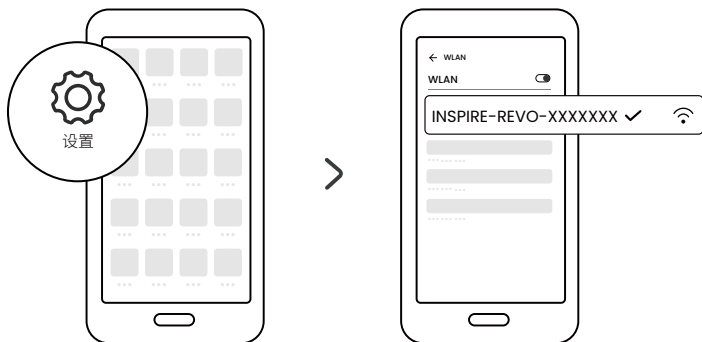 设置
← WLAN
WLAN
INSPIRE-REVO-XXXXXXX ✓